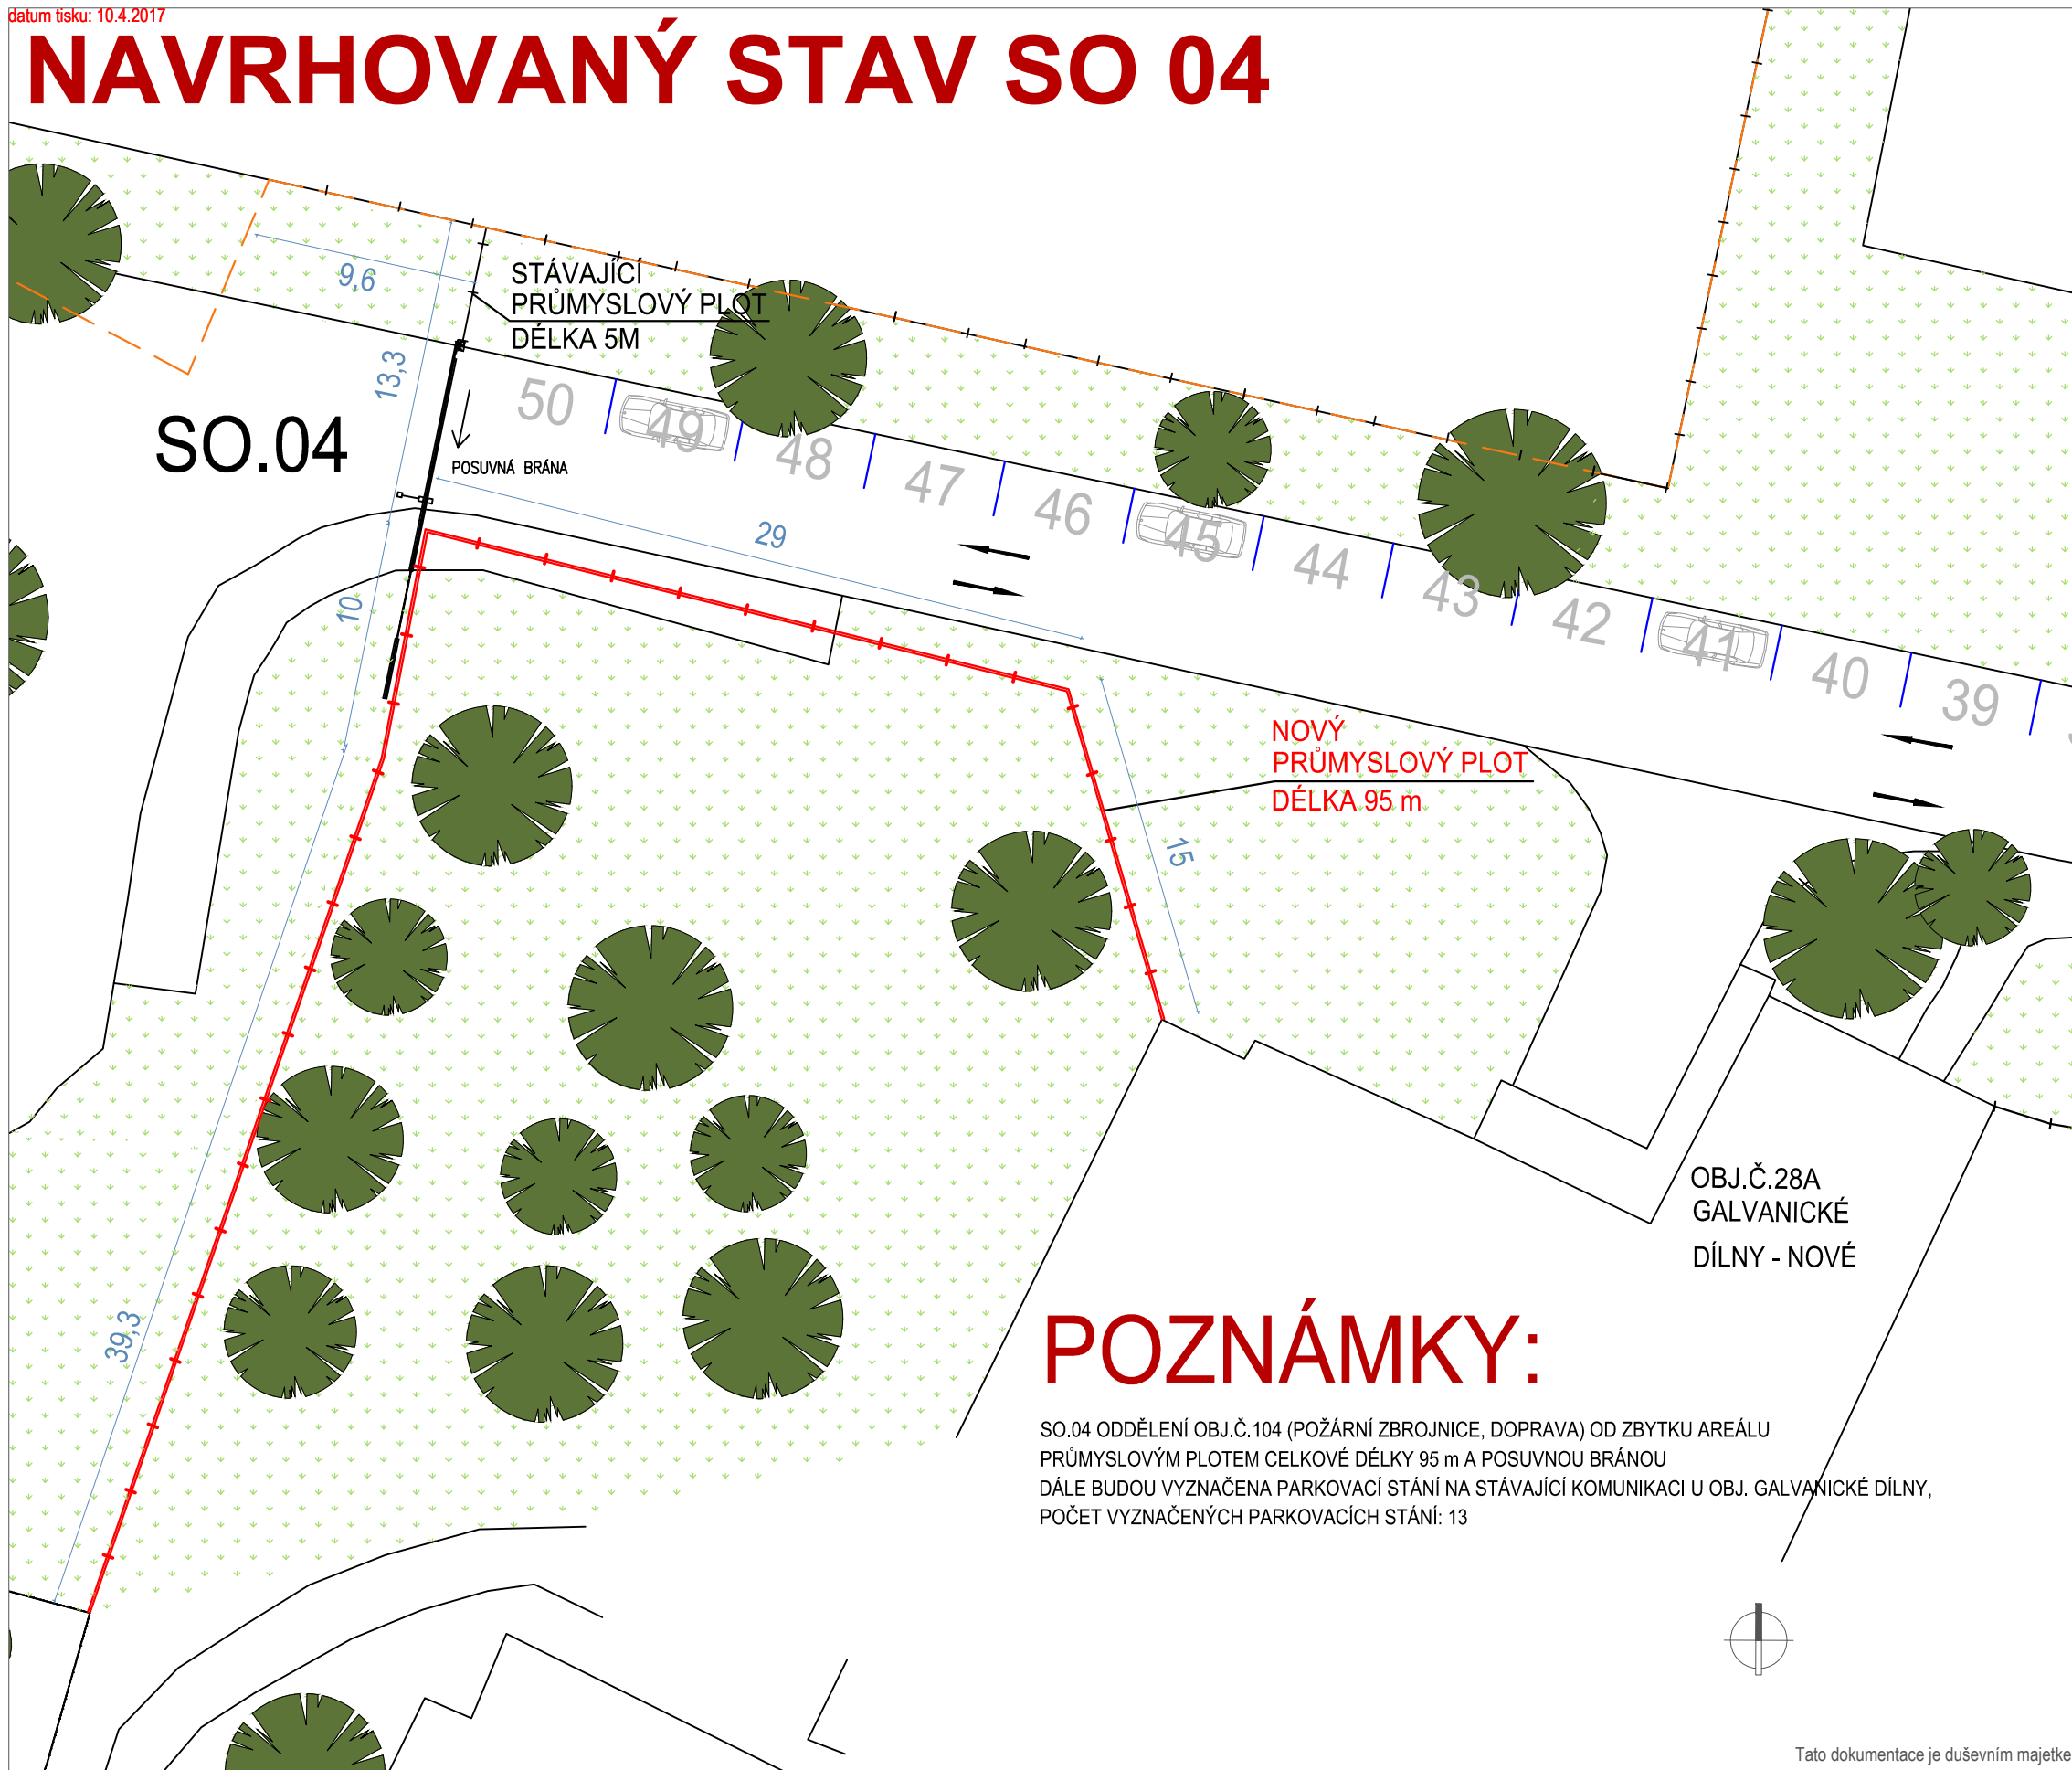 datum tisku: 10.4.2017
NAVRHOVANÝ STAV SO 04
9,6
STÁVAJÍCÍ
PRŮMYSLOVÝ PLOT
DÉLKA 5M
13,3
SO.04
POSUVNÁ BRÁNA
50
49
48
47
46
45
44
43
42
41
40
39
29
10
NOVÝ
PRŮMYSLOVÝ PLOT
DÉLKA 95 m
15
39,3
OBJ.Č.28A
GALVANICKÉ
DÍLNY - NOVÉ
POZNÁMKY:
SO.04 ODDĚLENÍ OBJ.Č.104 (POŽÁRNÍ ZBROJNICE, DOPRAVA) OD ZBYTKU AREÁLU
PRŮMYSLOVÝM PLOTEM CELKOVÉ DÉLKY 95 m A POSUVNOU BRÁNOU
DÁLE BUDOU VYZNAČENA PARKOVACÍ STÁNÍ NA STÁVAJÍCÍ KOMUNIKACI U OBJ. GALVANICKÉ DÍLNY,
POČET VYZNAČENÝCH PARKOVACÍCH STÁNÍ: 13
Tato dokumentace je duševním majetke